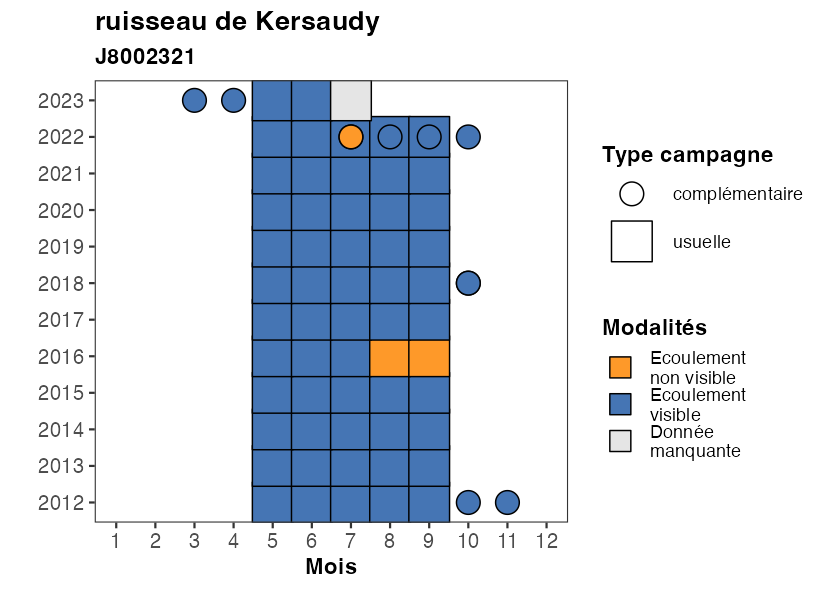 ruisseau de Kersaudy
J8002321
2023
2022
2021
2020
2019
2018
2017
2016
2015
2014
2013
2012
1 2 3 4 5 6 7 8 9 10 11 12
Mois
Type campagne
complémentaire
usuelle
Modalités
Ecoulement
non visible
Ecoulement
visible
Donnée
manquante